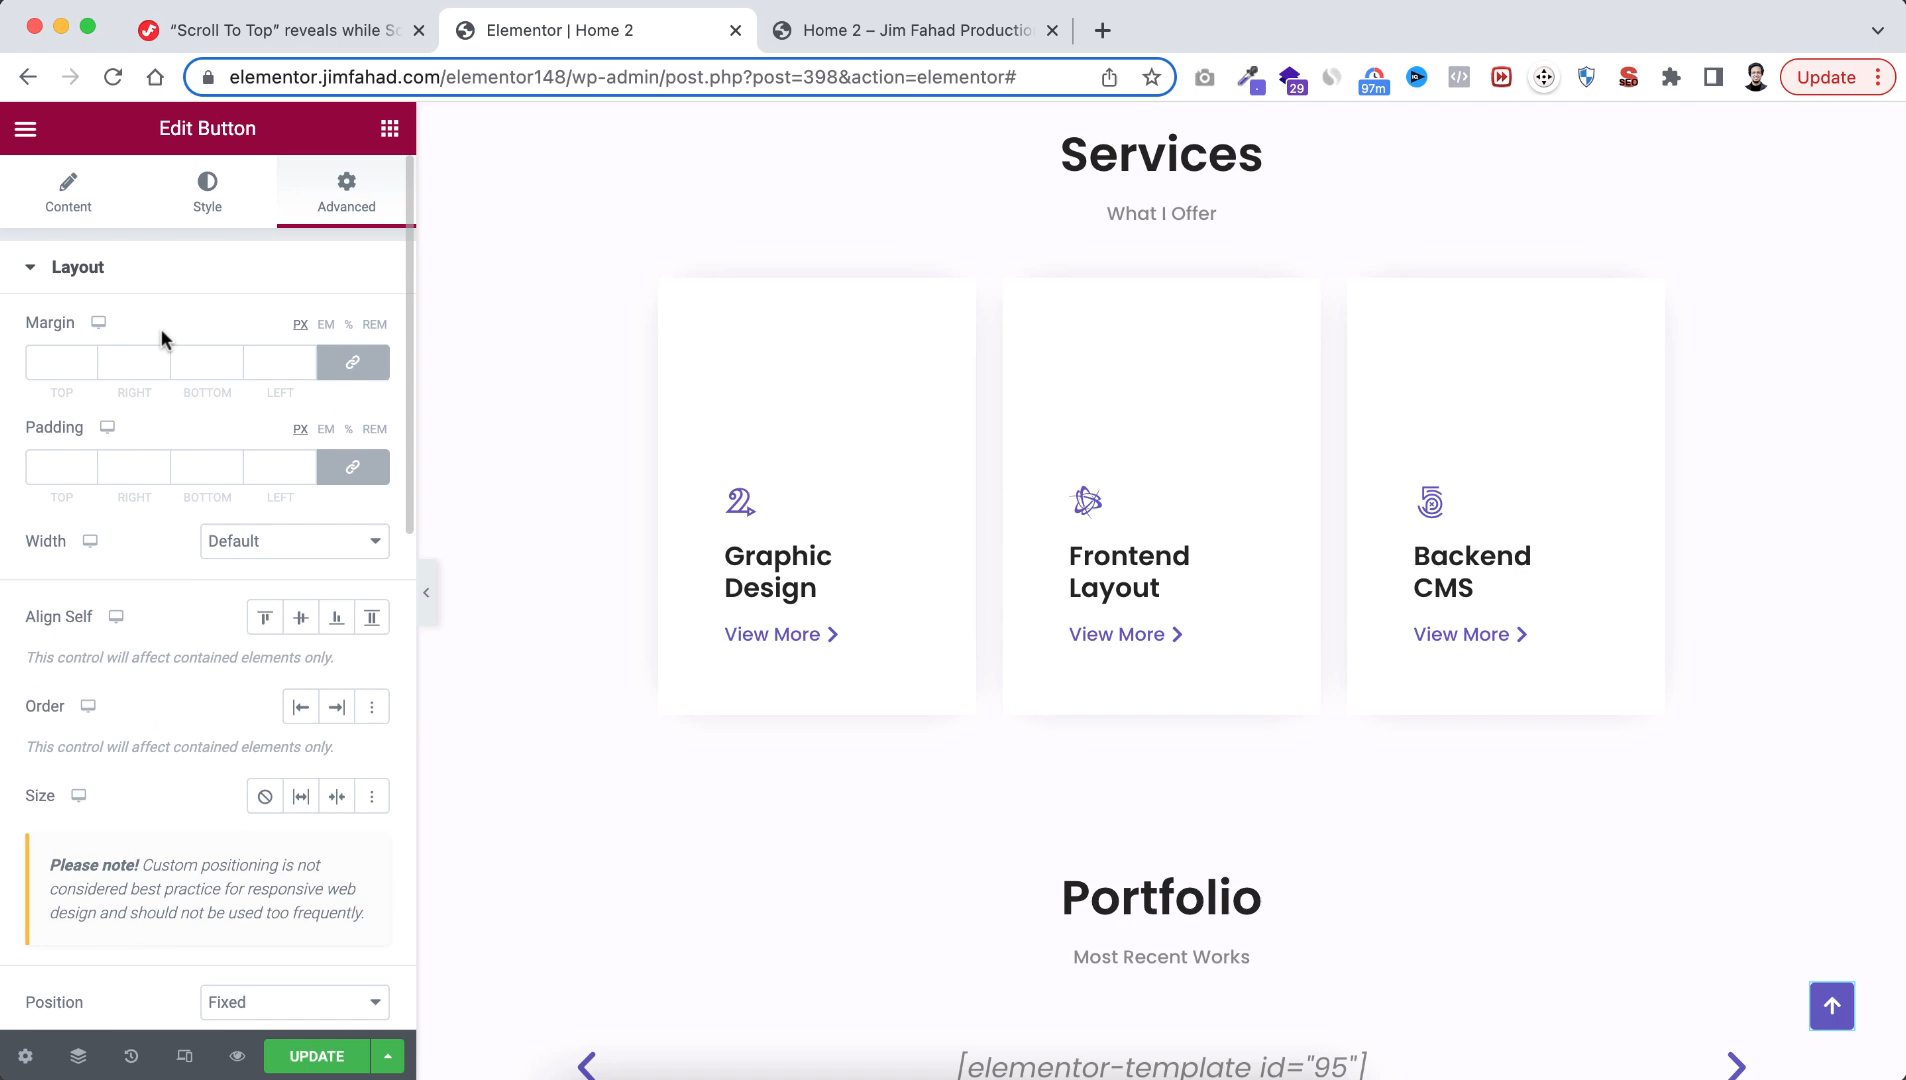 “Scroll To Top” reveals while Sc
Elementor | Home 2
Home 2 – Jim Fahad Productio
elementor.jimfahad.com/elementor148/wp-admin/post.php?post=398&action=elementor#
29
97m
SEO
Update
Edit Button
Content
Style
Advanced
Layout
Margin
PX EM % REM
TOP RIGHT BOTTOM LEFT
Padding
PX EM % REM
TOP RIGHT BOTTOM LEFT
Width
Default
Align Self
This control will affect contained elements only.
Order
This control will affect contained elements only.
Size
Please note! Custom positioning is not
considered best practice for responsive web
design and should not be used too frequently.
Position
Fixed
UPDATE
Services
What I Offer
Graphic
Design
View More
Frontend
Layout
View More
Backend
CMS
View More
Portfolio
Most Recent Works
[elementor-template id="95"]